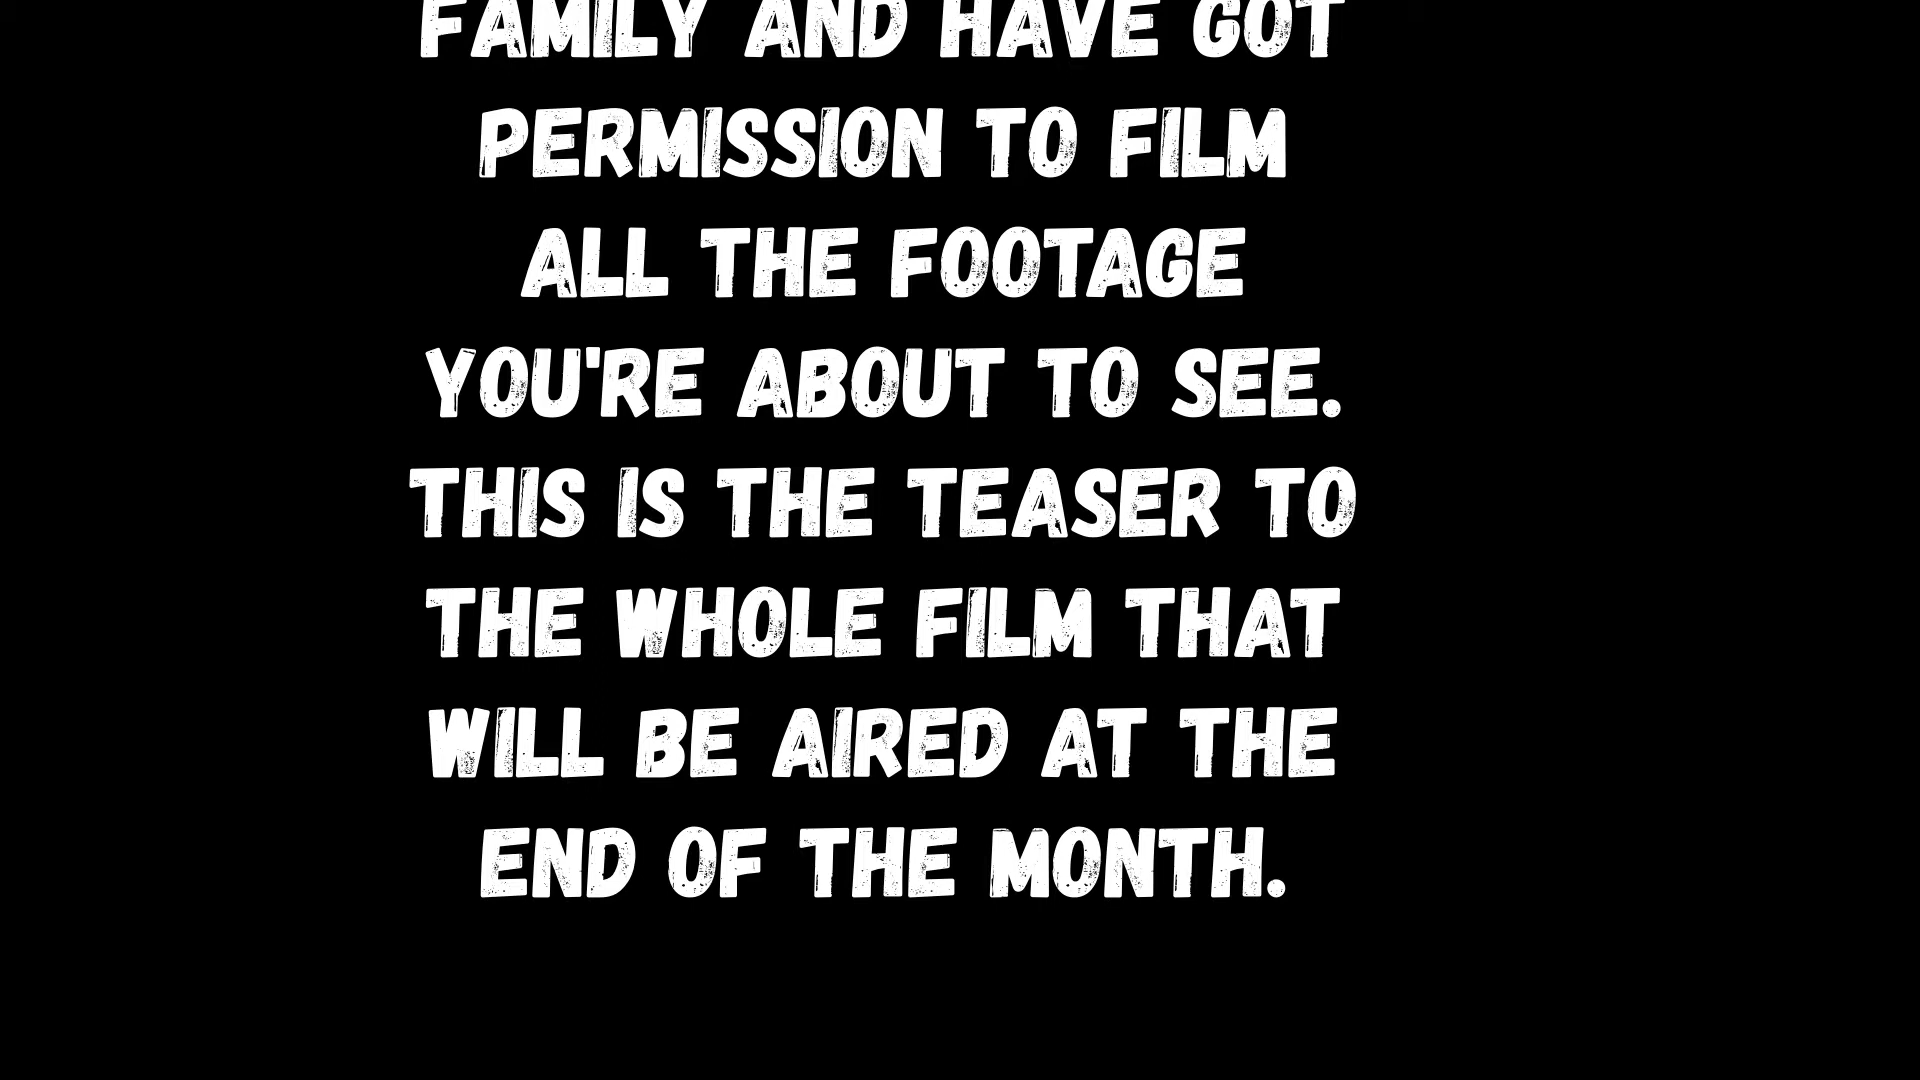 FAMILY AND HAVE GOT
PERMISSION TO FILM
ALL THE FOOTAGE
YOU'RE ABOUT TO SEE.
THIS IS THE TEASER TO
THE WHOLE FILM THAT
WILL BE AIRED AT THE
END OF THE MONTH.